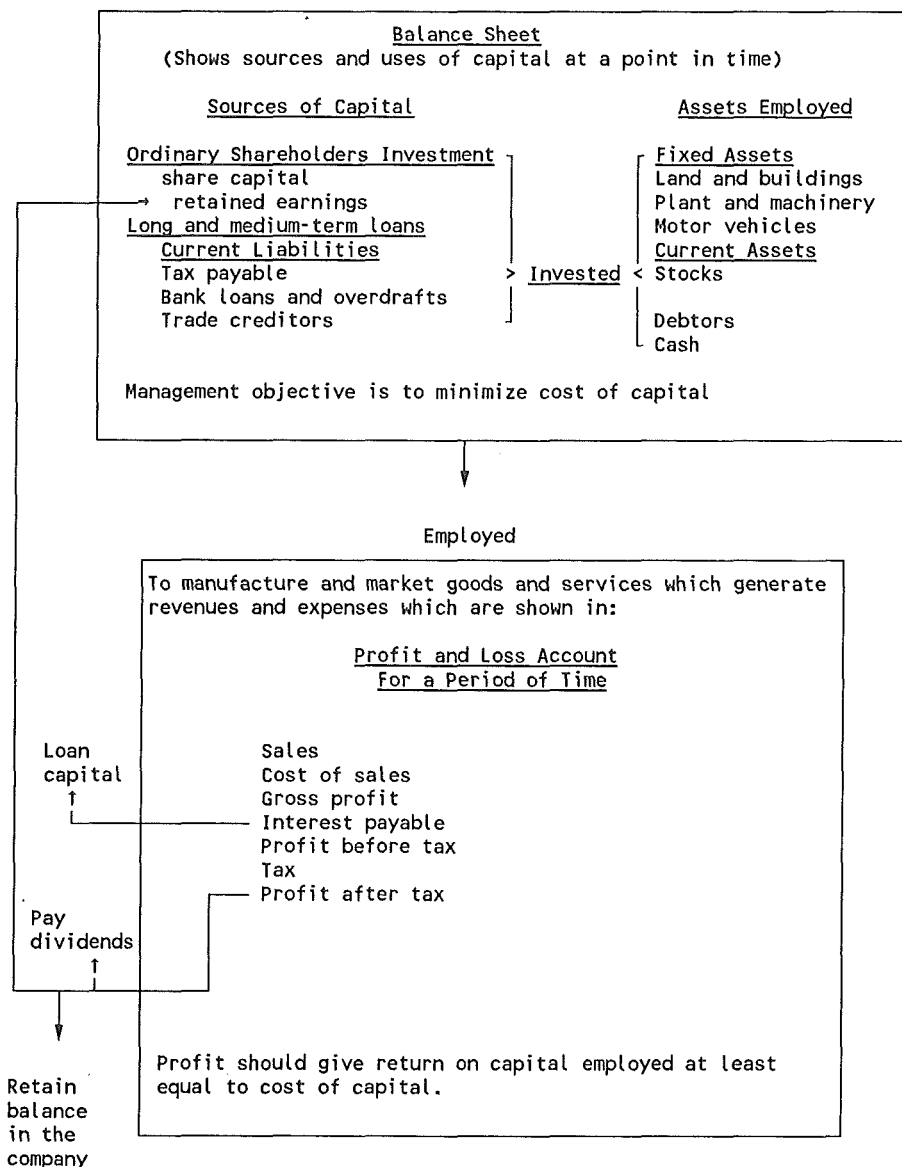 Balance Sheet
(Shows sources and uses of capital at a point in time)
Sources of Capital Assets Employed
Ordinary Shareholders Investment Fixed Assets
share capital Land and buildings
→ retained earnings Plant and machinery
Long and medium-term loans Motor vehicles
Current Liabilities Current Assets
Tax payable > Invested < Stocks
Bank loans and overdrafts
Trade creditors Debtors
Cash
Management objective is to minimize cost of capital
Employed
To manufacture and market goods and services which generate
revenues and expenses which are shown in:
Profit and Loss Account
For a Period of Time
Loan Sales
capital Cost of sales
↑ Gross profit
Interest payable
Profit before tax
Tax
Profit after tax
Pay
dividends
↑
Profit should give return on capital employed at least
equal to cost of capital.
Retain
balance
in the
company